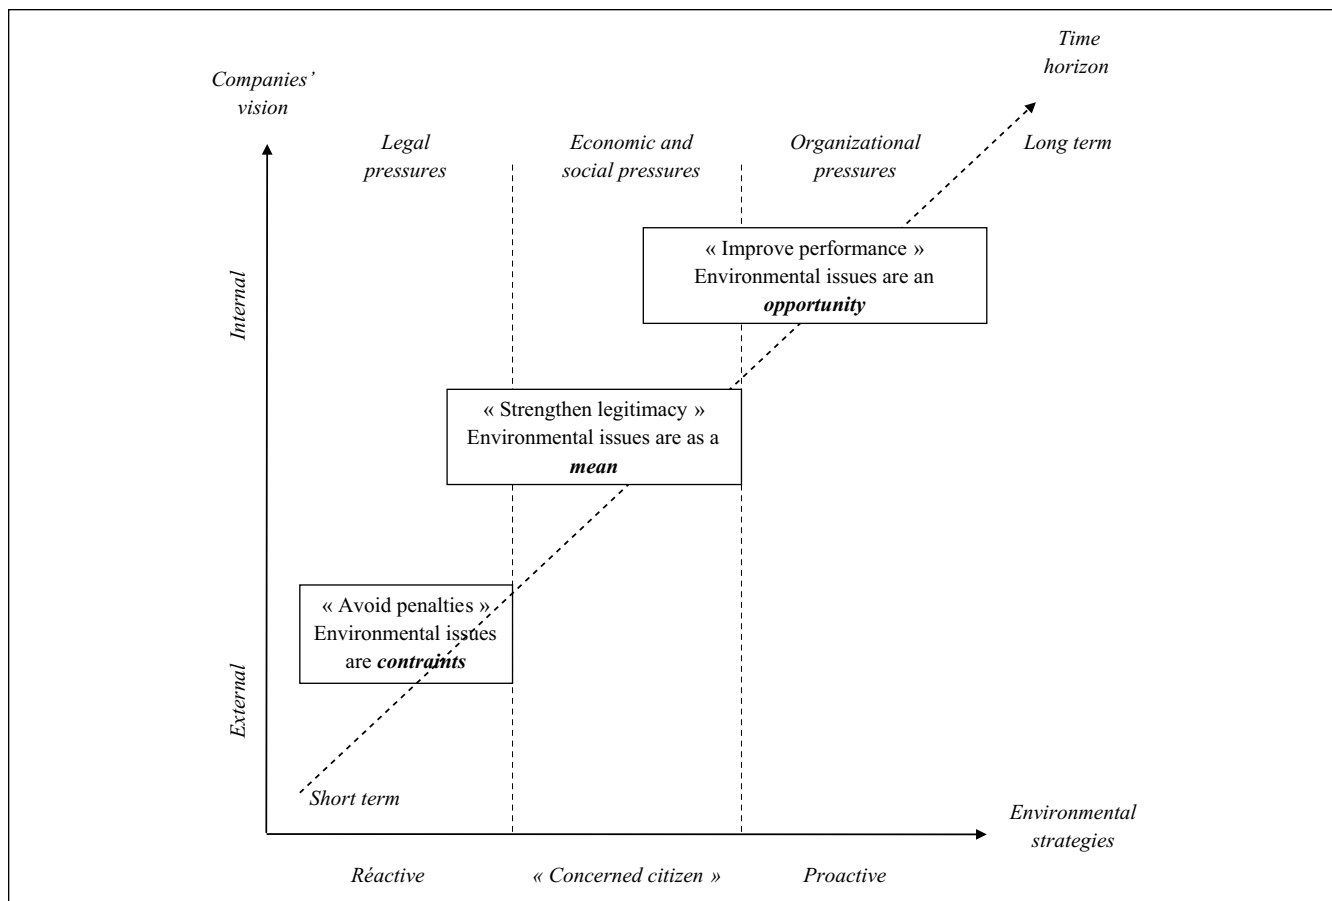 Time
horizon
Companies’
vision
Legal
pressures
Economic and
social pressures
Organizational
pressures
Long term
« Improve performance »
Environmental issues are an
opportunity
Internal
« Strengthen legitimacy »
Environmental issues are as a
mean
« Avoid penalties »
Environmental issues
are contraints
External
Short term
Environmental
strategies
Réactive
« Concerned citizen »
Proactive